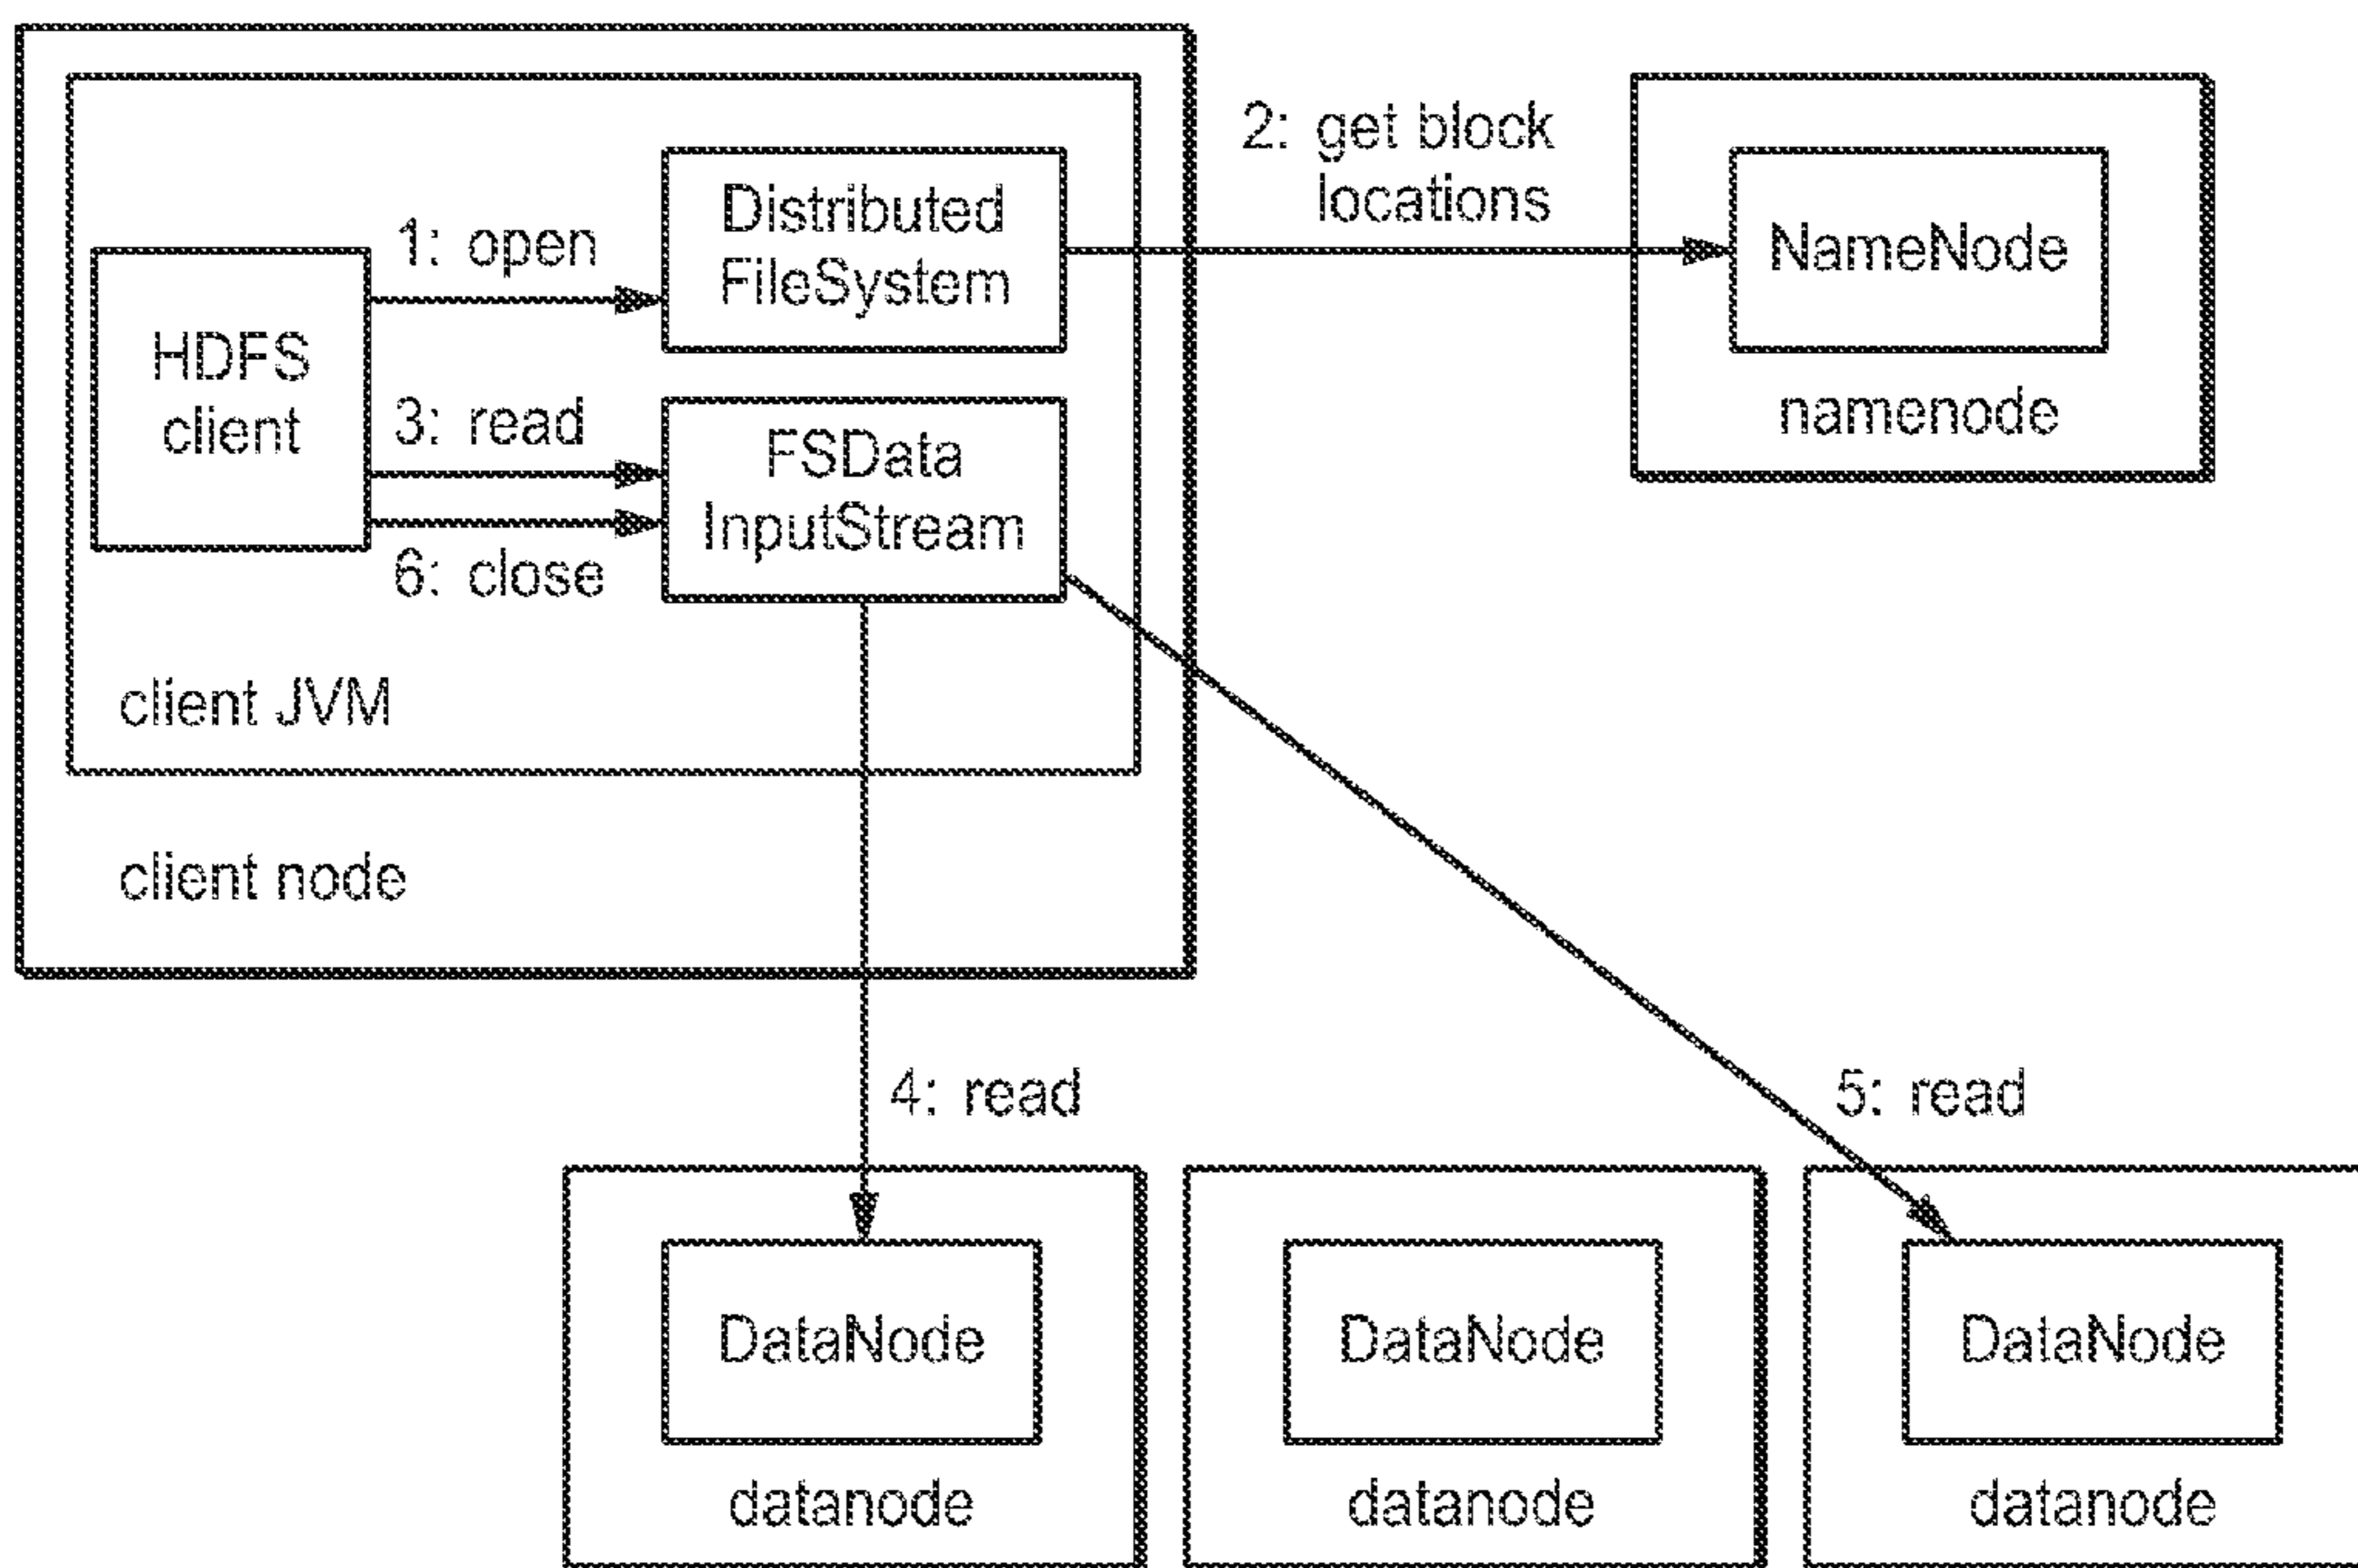 2: get block
locations
Distributed
FileSystem
NameNode
namenode
1: open
HDFS
client
3: read
FSData
InputStream
6: close
client JVM
client node
4: read
5: read
DataNode
datanode
DataNode
datanode
DataNode
datanode